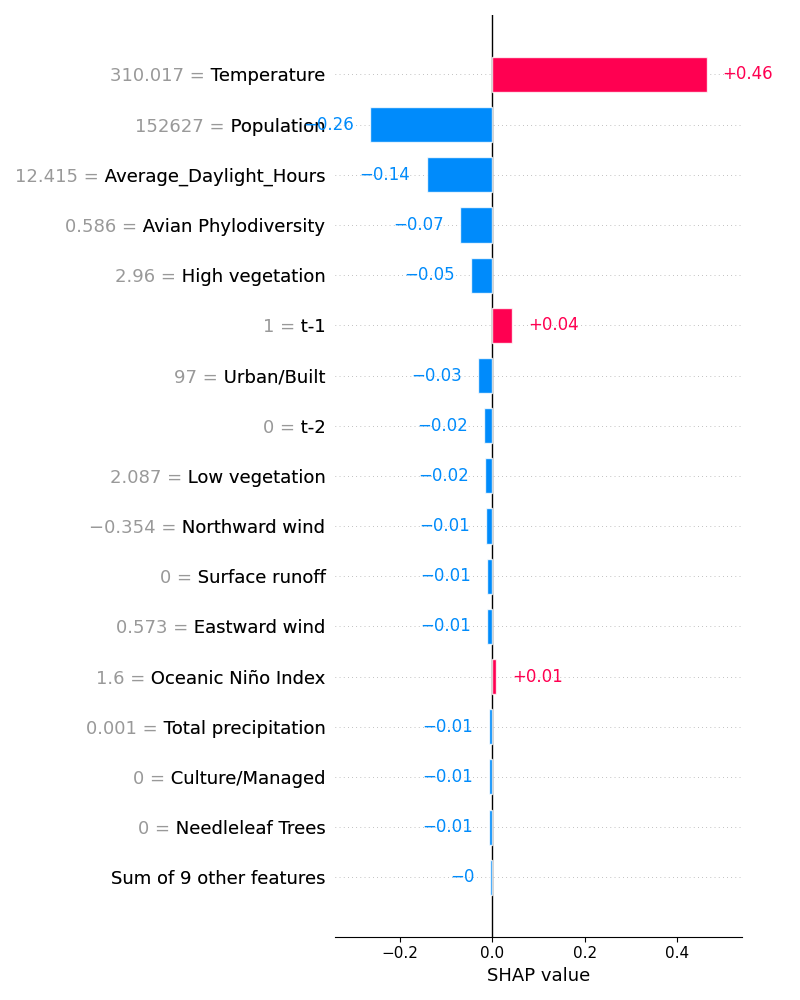 310.017 = Temperature +0.46
152627 = Population −0.26
12.415 = Average_Daylight_Hours −0.14
0.586 = Avian Phylodiversity −0.07
2.96 = High vegetation −0.05
1 = t-1 +0.04
97 = Urban/Built −0.03
0 = t-2 −0.02
2.087 = Low vegetation −0.02
−0.354 = Northward wind −0.01
0 = Surface runoff −0.01
0.573 = Eastward wind −0.01
1.6 = Oceanic Niño Index +0.01
0.001 = Total precipitation −0.01
0 = Culture/Managed −0.01
0 = Needleleaf Trees −0.01
Sum of 9 other features −0
−0.2 0.0 0.2 0.4
SHAP value